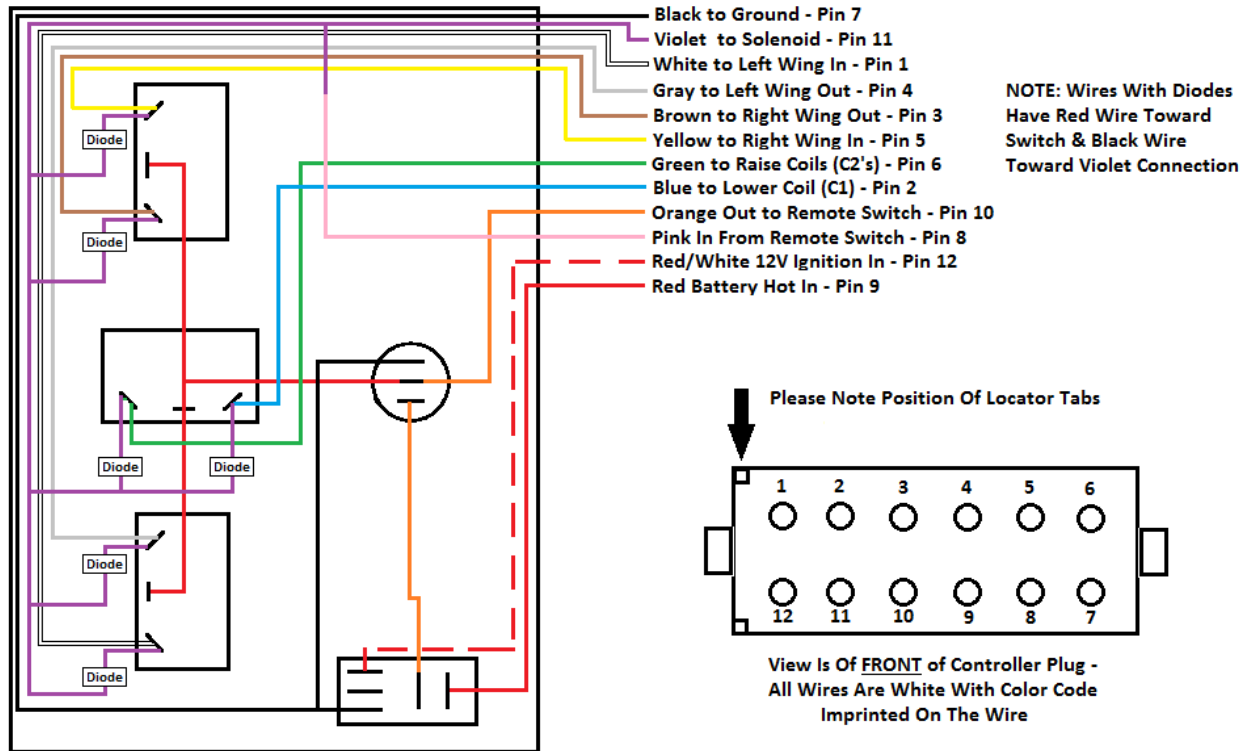 Black to Ground - Pin 7
Violet to Solenoid - Pin 11
White to Left Wing In - Pin 1
Gray to Left Wing Out - Pin 4
Brown to Right Wing Out - Pin 3
Yellow to Right Wing In - Pin 5
Green to Raise Coils (C2's) - Pin 6
Blue to Lower Coil (C1) - Pin 2
Orange Out to Remote Switch - Pin 10
Pink In From Remote Switch - Pin 8
Red/White 12V Ignition In - Pin 12
Red Battery Hot In - Pin 9
NOTE: Wires With Diodes
Have Red Wire Toward
Switch & Black Wire
Toward Violet Connection
Diode
Diode
Diode
Diode
Diode
Diode
Please Note Position Of Locator Tabs
1 2 3 4 5 6
12 11 10 9 8 7
View Is Of FRONT of Controller Plug -
All Wires Are White With Color Code
Imprinted On The Wire